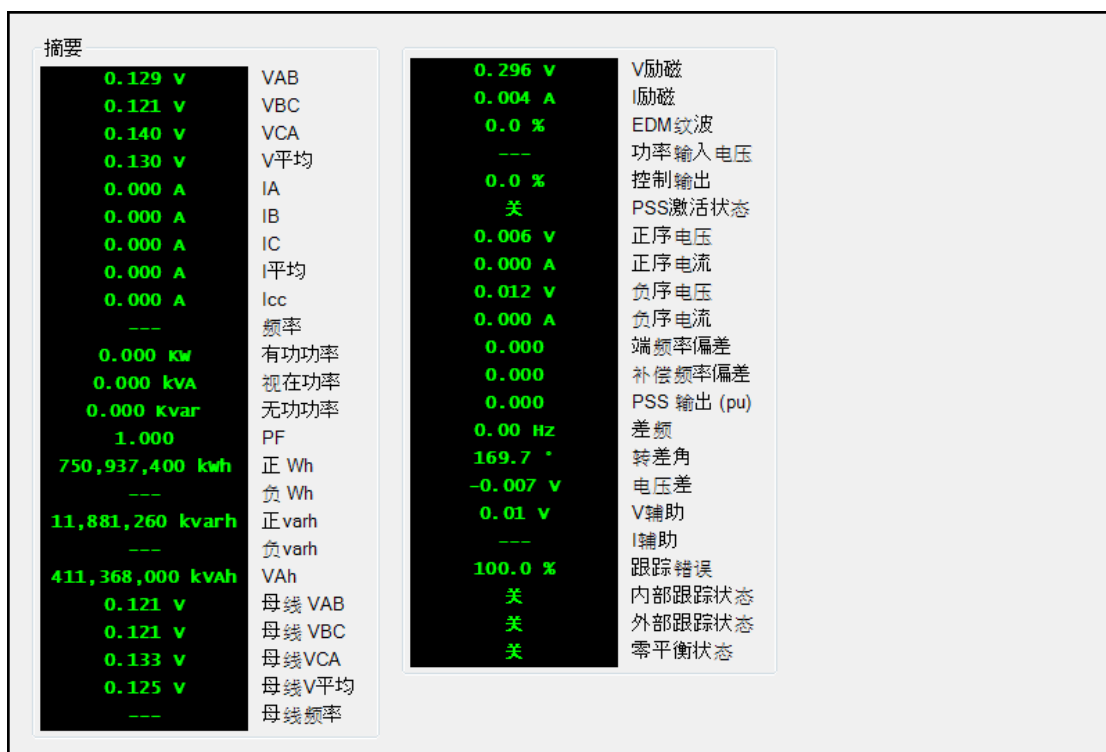 摘要
0.129 V VAB
0.121 V VBC
0.140 V VCA
0.130 V V平均
0.000 A IA
0.000 A IB
0.000 A IC
0.000 A I平均
0.000 A Icc
--- 频率
0.000 KW 有功功率
0.000 kVA 视在功率
0.000 Kvar 无功功率
1.000 PF
750,937,400 kWh 正 Wh
--- 负 Wh
11,881,260 kvarh 正varh
--- 负varh
411,368,000 kVAh VAh
0.121 V 母线 VAB
0.121 V 母线 VBC
0.133 V 母线VCA
0.125 V 母线V平均
--- 母线频率
0.296 V V励磁
0.004 A I励磁
0.0 % EDM纹波
--- 功率输入电压
0.0 % 控制输出
关 PSS激活状态
0.006 V 正序电压
0.000 A 正序电流
0.012 V 负序电压
0.000 A 负序电流
0.000 端频率偏差
0.000 补偿频率偏差
0.000 PSS 输出 (pu)
0.00 Hz 差频
169.7 ° 转差角
-0.007 V 电压差
0.01 V V辅助
--- I辅助
100.0 % 跟踪错误
关 内部跟踪状态
关 外部跟踪状态
关 零平衡状态